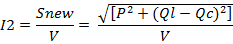 I2 = Snew / V = √[P² + (Ql − Qc)²] / V